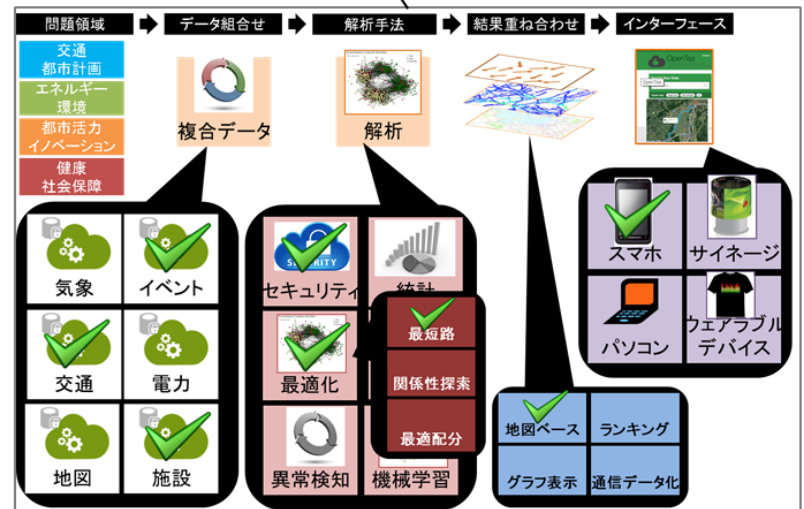 問題領域
データ組合せ
解析手法
結果重ね合わせ
インターフェース
交通
都市計画
エネルギー
環境
都市活力
イノベーション
健康
社会保障
複合データ
解析
OpenTea
気象
イベント
交通
電力
地図
施設
SECURITY
セキュリティ
統計
最適化
異常検知
機械学習
最短路
関係性探索
最適配分
地図ベース
ランキング
グラフ表示
通信データ化
スマホ
サイネージ
パソコン
ウェアラブル
デバイス